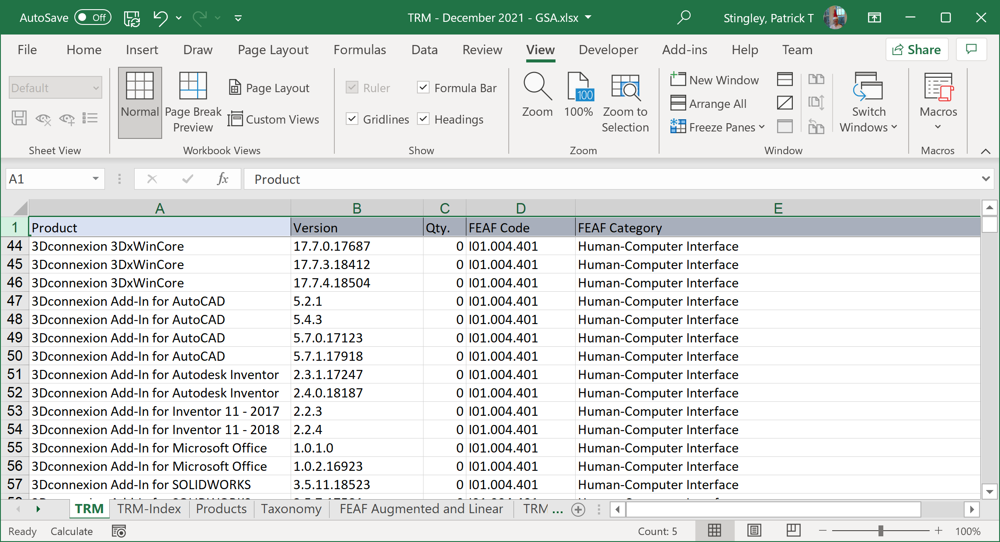 AutoSave Off TRM - December 2021 - GSA.xlsx Stingley, Patrick T
File Home Insert Draw Page Layout Formulas Data Review View Developer Add-ins Help Team Share
Default
Normal
Page Break Preview
Page Layout
Custom Views
Ruler
Formula Bar
Gridlines
Headings
Zoom
100
100%
Zoom to Selection
New Window
Arrange All
Freeze Panes
Switch Windows
Macros
Sheet View Workbook Views Show Zoom Window Macros
A1 fx Product
A B C D E
1 Product Version Qty. FEAF Code FEAF Category
44 3Dconnexion 3DxWinCore 17.7.0.17687 0 I01.004.401 Human-Computer Interface
45 3Dconnexion 3DxWinCore 17.7.3.18412 0 I01.004.401 Human-Computer Interface
46 3Dconnexion 3DxWinCore 17.7.4.18504 0 I01.004.401 Human-Computer Interface
47 3Dconnexion Add-In for AutoCAD 5.2.1 0 I01.004.401 Human-Computer Interface
48 3Dconnexion Add-In for AutoCAD 5.4.3 0 I01.004.401 Human-Computer Interface
49 3Dconnexion Add-In for AutoCAD 5.7.0.17123 0 I01.004.401 Human-Computer Interface
50 3Dconnexion Add-In for AutoCAD 5.7.1.17918 0 I01.004.401 Human-Computer Interface
51 3Dconnexion Add-In for Autodesk Inventor 2.3.1.17247 0 I01.004.401 Human-Computer Interface
52 3Dconnexion Add-In for Autodesk Inventor 2.4.0.18187 0 I01.004.401 Human-Computer Interface
53 3Dconnexion Add-In for Inventor 11 - 2017 2.2.3 0 I01.004.401 Human-Computer Interface
54 3Dconnexion Add-In for Inventor 11 - 2018 2.2.4 0 I01.004.401 Human-Computer Interface
55 3Dconnexion Add-In for Microsoft Office 1.0.1.0 0 I01.004.401 Human-Computer Interface
56 3Dconnexion Add-In for Microsoft Office 1.0.2.16923 0 I01.004.401 Human-Computer Interface
57 3Dconnexion Add-In for SOLIDWORKS 3.5.11.18523 0 I01.004.401 Human-Computer Interface
TRM TRM-Index Products Taxonomy FEAF Augmented and Linear TRM ...
Ready Calculate Count: 5 100%